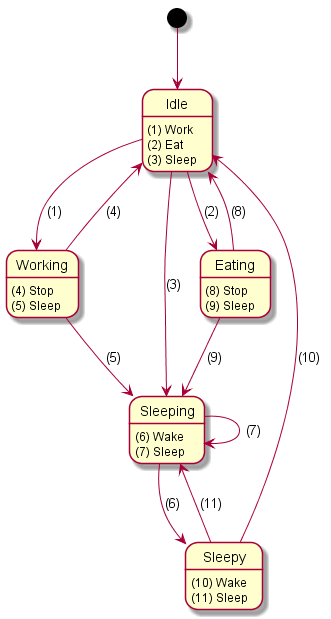 Idle
(1) Work
(2) Eat
(3) Sleep
(1)
(4)
(2)
(8)
Working
(4) Stop
(5) Sleep
(3)
Eating
(8) Stop
(9) Sleep
(5)
(9)
(10)
Sleeping
(6) Wake
(7) Sleep
(7)
(6)
(11)
Sleepy
(10) Wake
(11) Sleep